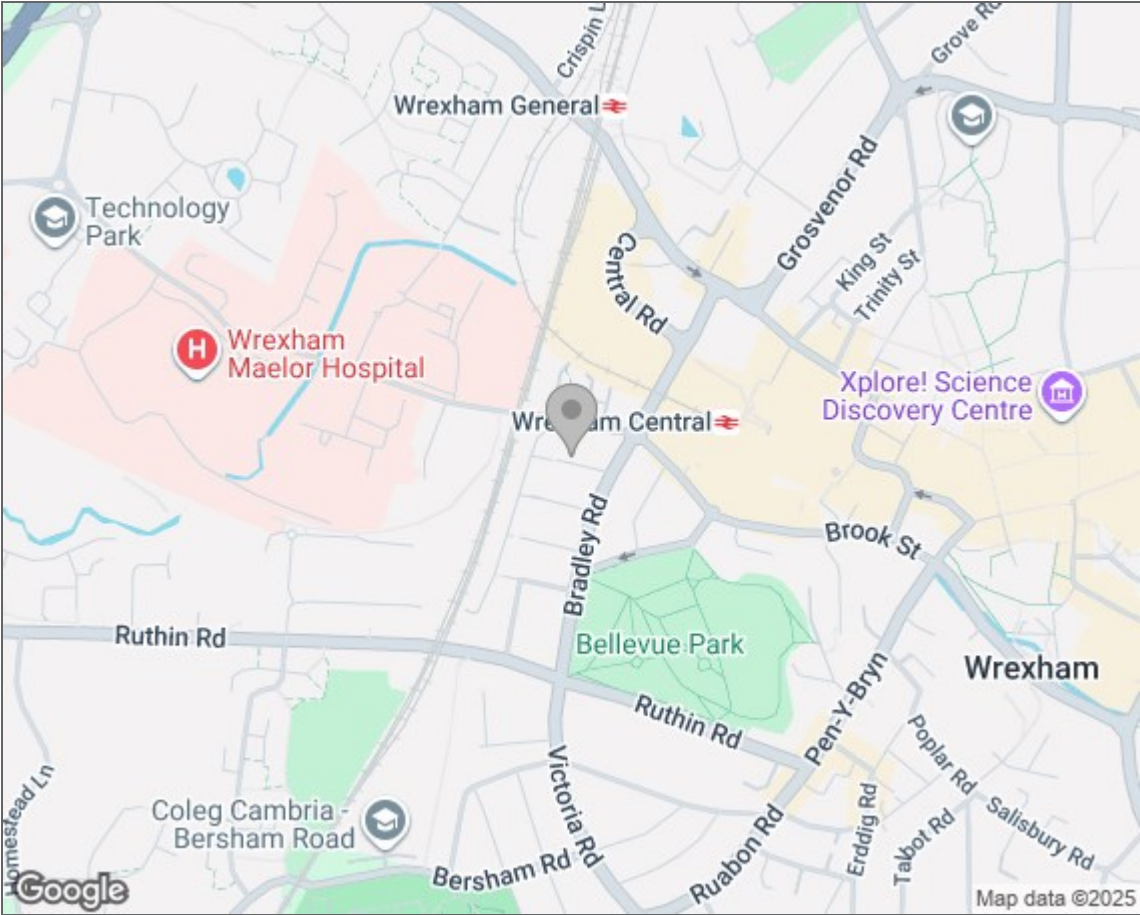 Crispin L
Grove Rd
Wrexham General
Grosvenor Rd
Technology
Park
King St
Trinity St
Central Rd
H
Wrexham
Maelor Hospital
Xplore! Science
Discovery Centre
Wrexham Central
Bradley Rd
Brook St
Ruthin Rd
Bellevue Park
Wrexham
Ruthin Rd
Pen-Y-Bryn
Poplar Rd
Victoria Rd
Homestead Ln
Coleg Cambria -
Bersham Road
Salisbury Rd
Erddig Rd
Talbot Rd
Ruabon Rd
Bersham Rd
Google
Map data ©2025